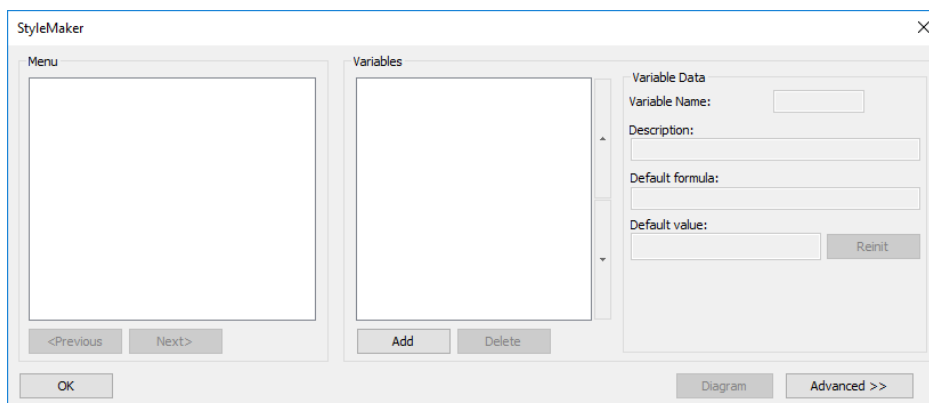 StyleMaker
Menu
Variables
Variable Data
Variable Name:
Description:
Default formula:
Default value:
Reinit
<Previous
Next>
Add
Delete
OK
Diagram
Advanced >>